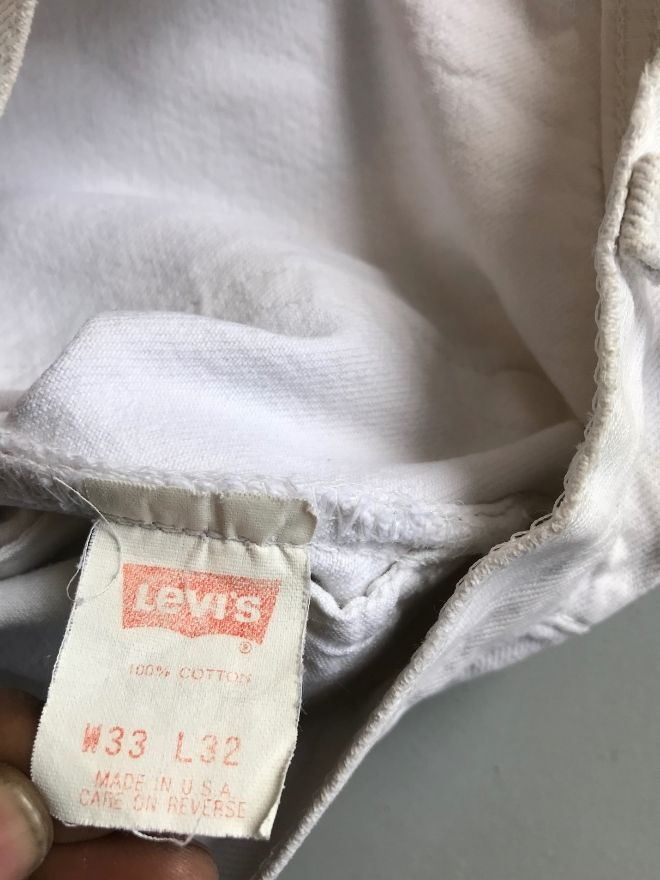 Levi's
®
100% COTTON
W33 L32
MADE IN U.S.A.
CARE ON REVERSE